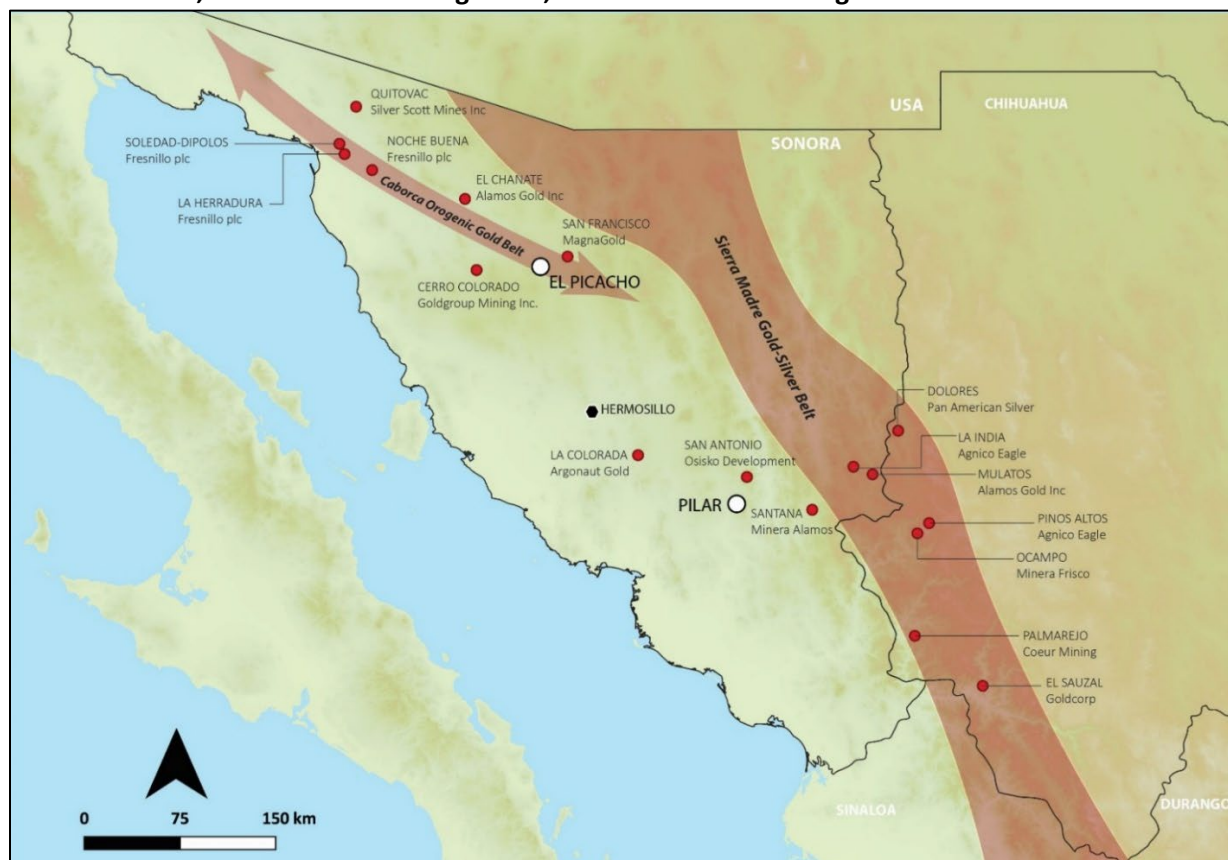 QUITOVAC
Silver Scott Mines Inc
USA
CHIHUAHUA
SOLEDAD-DIPOLOS
Fresnillo plc
NOCHE BUENA
Fresnillo plc
SONORA
LA HERRADURA
Fresnillo plc
EL CHANATE
Alamos Gold Inc
Caborca Orogenic Gold Belt
SAN FRANCISCO
MagnaGold
EL PICACHO
CERRO COLORADO
Goldgroup Mining Inc.
Sierra Madre Gold-Silver Belt
DOLORES
Pan American Silver
HERMOSILLO
LA INDIA
Agnico Eagle
LA COLORADA
Argonaut Gold
SAN ANTONIO
Osisko Development
MULATOS
Alamos Gold Inc
PILAR
SANTANA
Minera Alamos
PINOS ALTOS
Agnico Eagle
OCAMPO
Minera Frisco
PALMAREJO
Coeur Mining
EL SAUZAL
Goldcorp
SINALOA
DURANGO
0 75 150 km